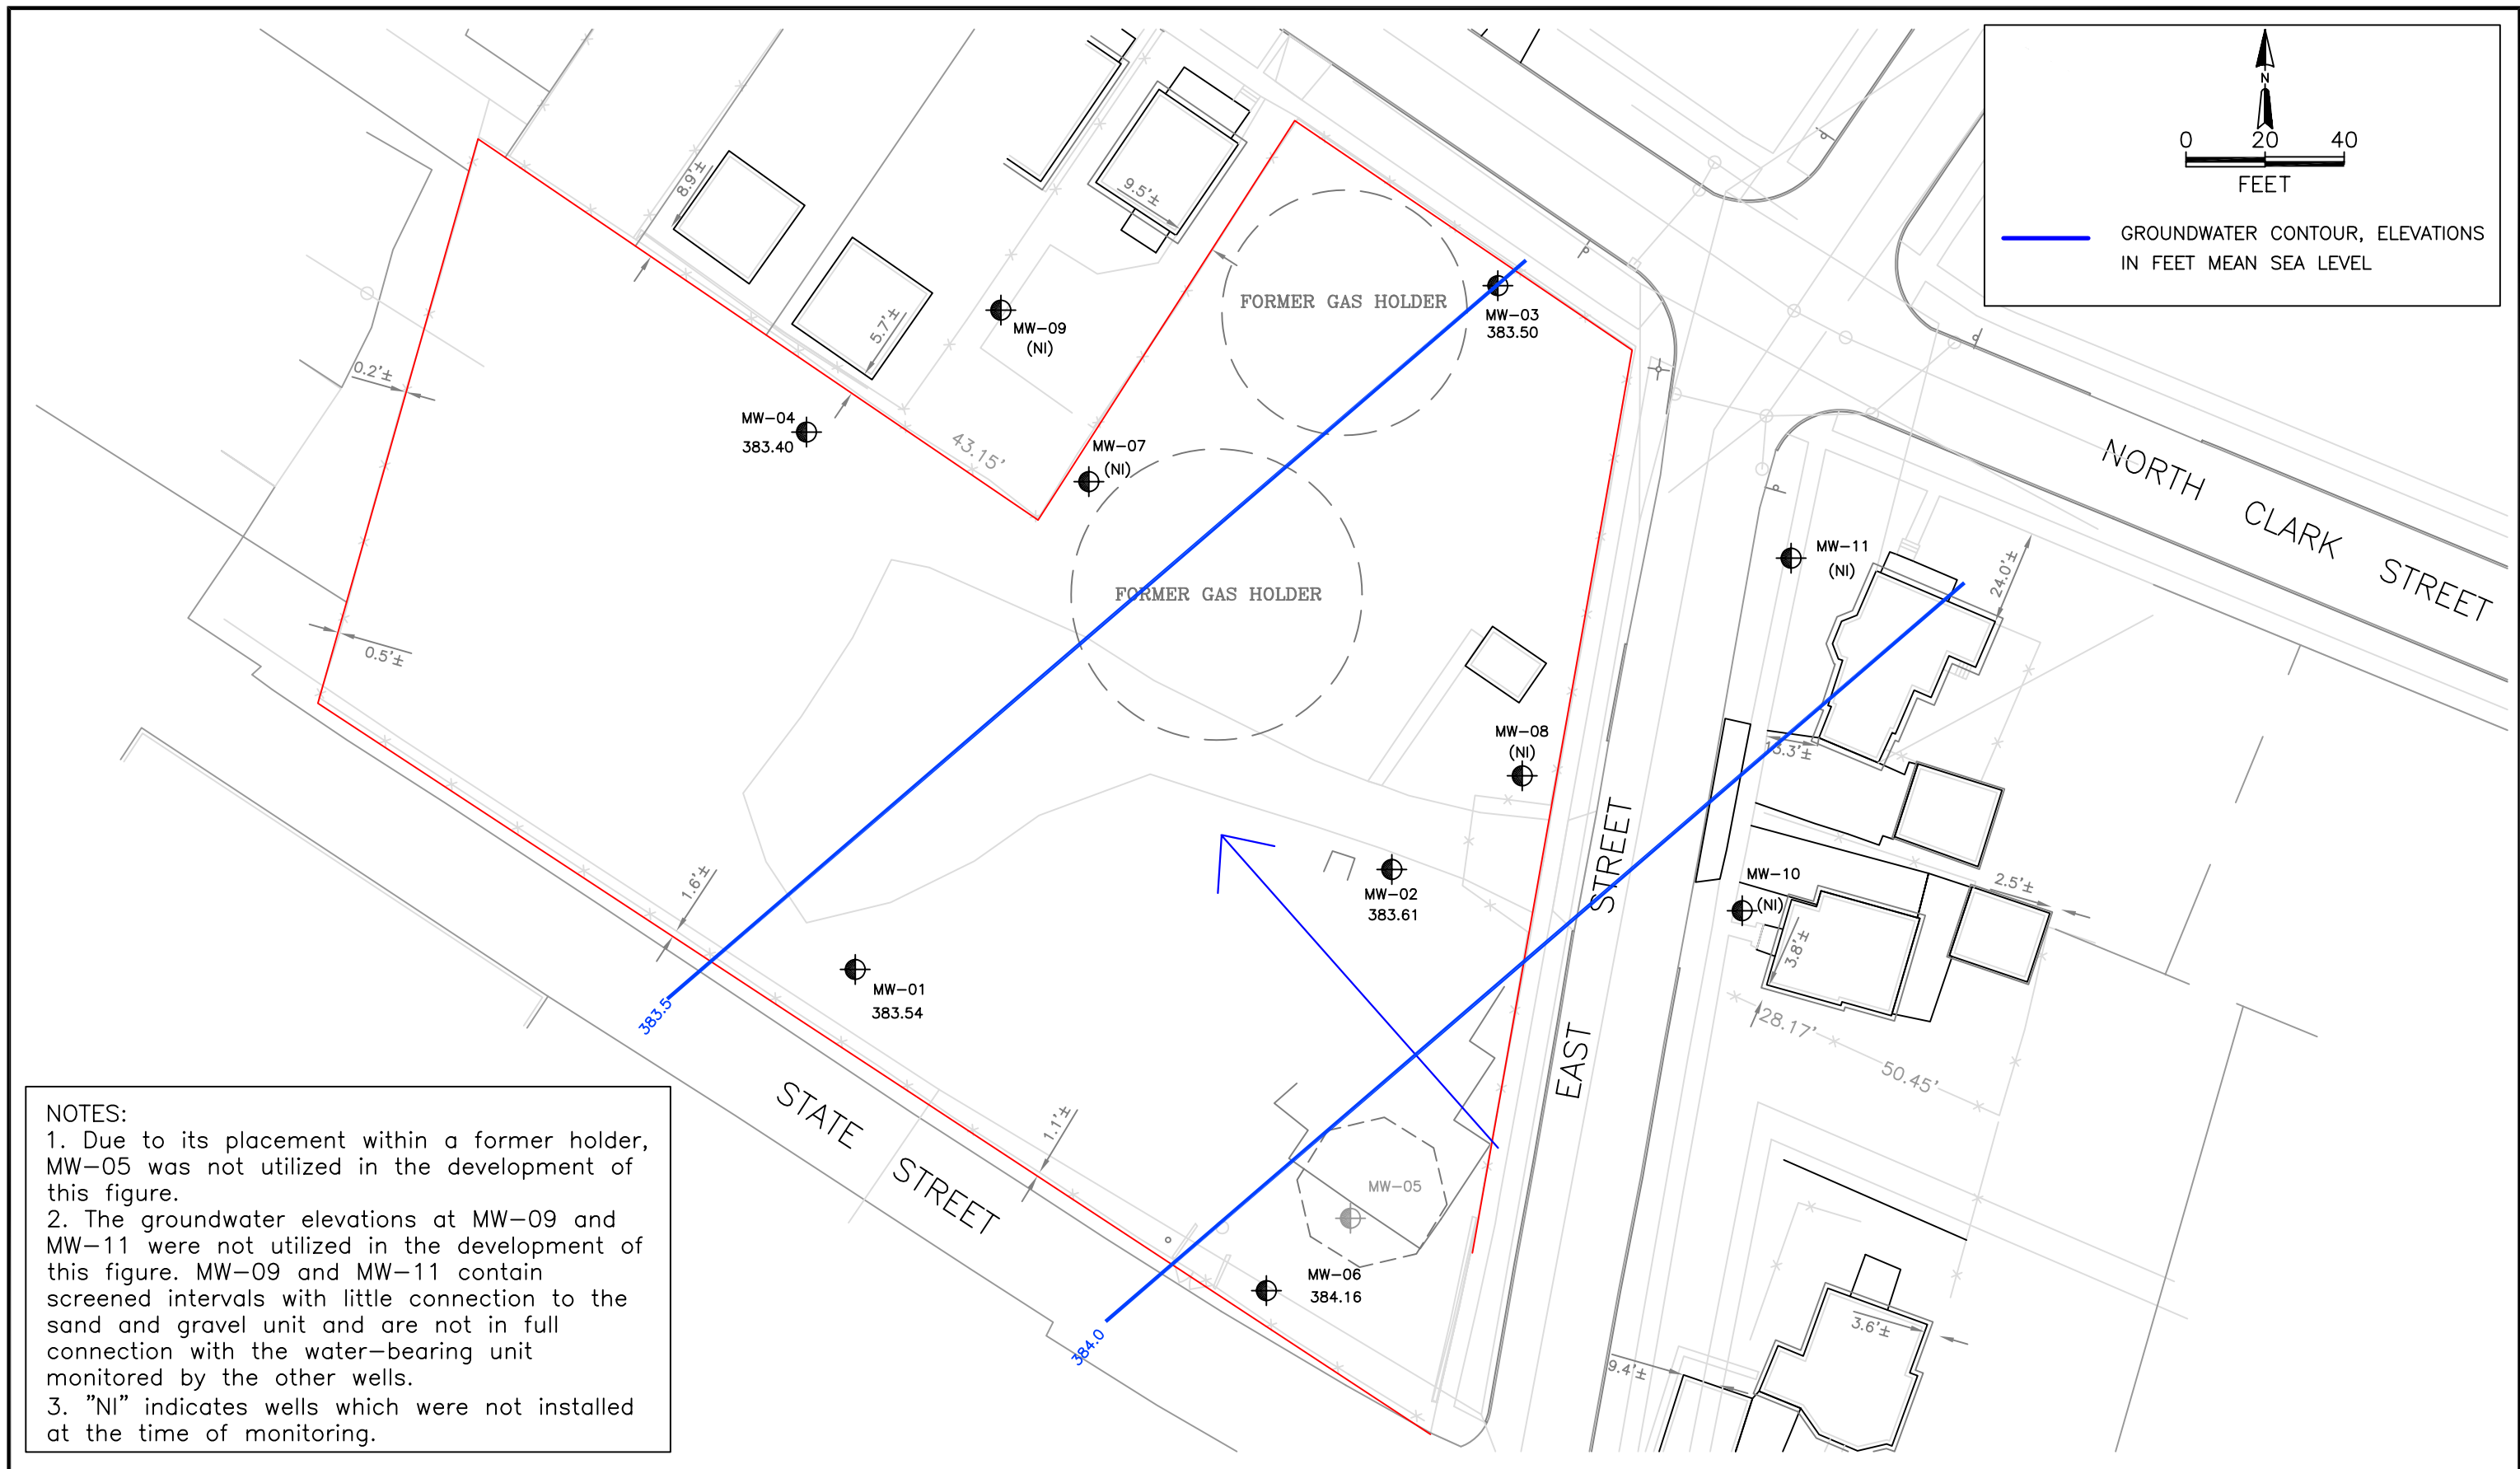 N
0 20 40
FEET
GROUNDWATER CONTOUR, ELEVATIONS
IN FEET MEAN SEA LEVEL
8.9'±
9.5'±
5.7'±
FORMER GAS HOLDER
MW-03
383.50
MW-09
(NI)
0.2'±
MW-04
383.40
43.15'
MW-07
(NI)
NORTH CLARK STREET
MW-11
(NI)
24.0'±
FORMER GAS HOLDER
0.5'±
MW-08
(NI)
13.3'±
EAST STREET
MW-10
(NI)
2.5'±
1.6'±
MW-02
383.61
3.8'±
MW-01
383.54
383.5
28.17'
50.45'
STATE STREET
1.1'±
MW-05
MW-06
384.16
384.0
3.6'±
9.4'±
NOTES:
1. Due to its placement within a former holder,
MW-05 was not utilized in the development of
this figure.
2. The groundwater elevations at MW-09 and
MW-11 were not utilized in the development of
this figure. MW-09 and MW-11 contain
screened intervals with little connection to the
sand and gravel unit and are not in full
connection with the water-bearing unit
monitored by the other wells.
3. "NI" indicates wells which were not installed
at the time of monitoring.